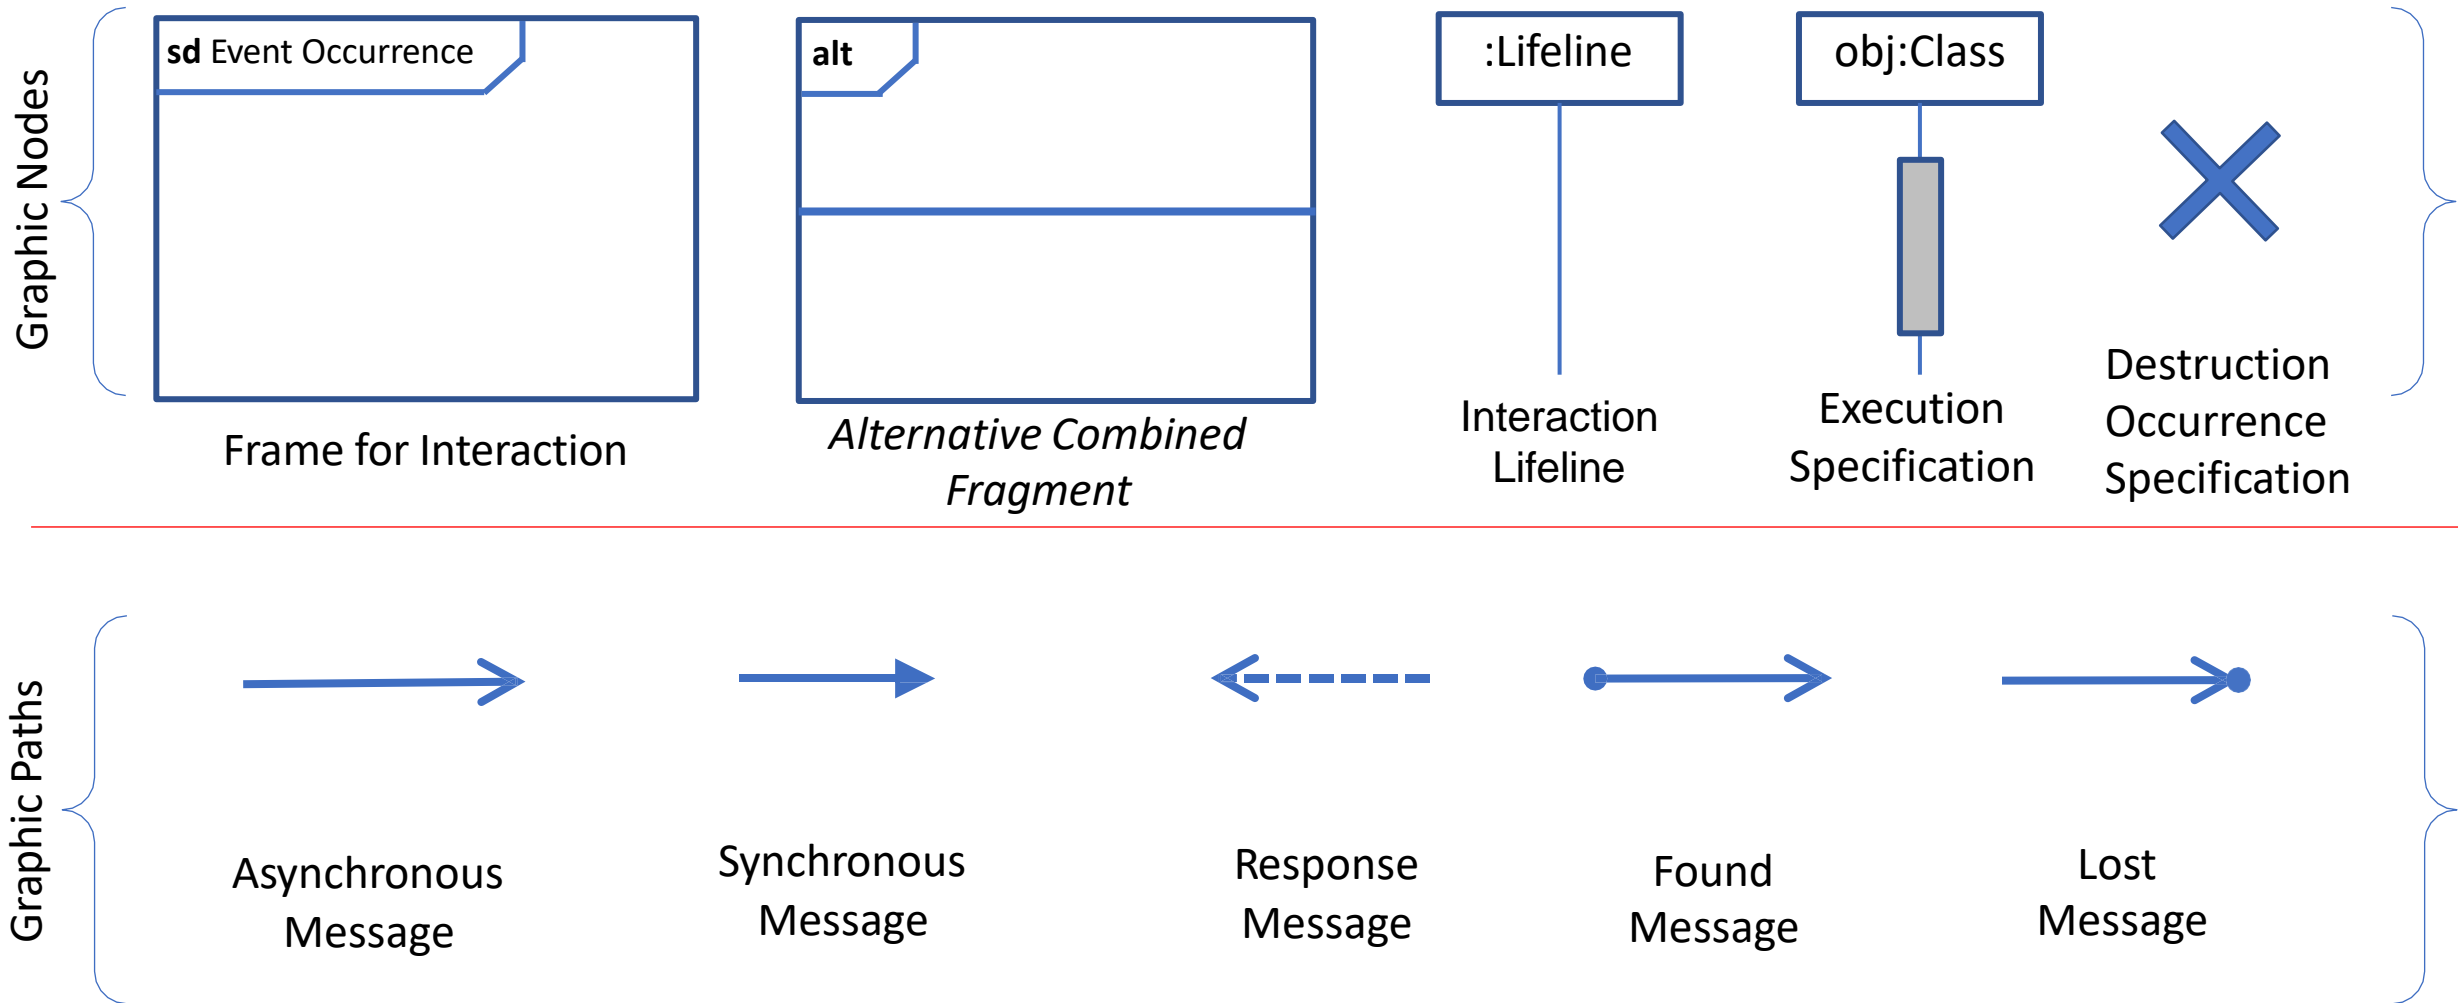 Graphic Nodes
sd Event Occurrence
Frame for Interaction
alt
Alternative Combined
Fragment
:Lifeline
Interaction
Lifeline
obj:Class
Execution
Specification
Destruction
Occurrence
Specification
Graphic Paths
Asynchronous
Message
Synchronous
Message
Response
Message
Found
Message
Lost
Message